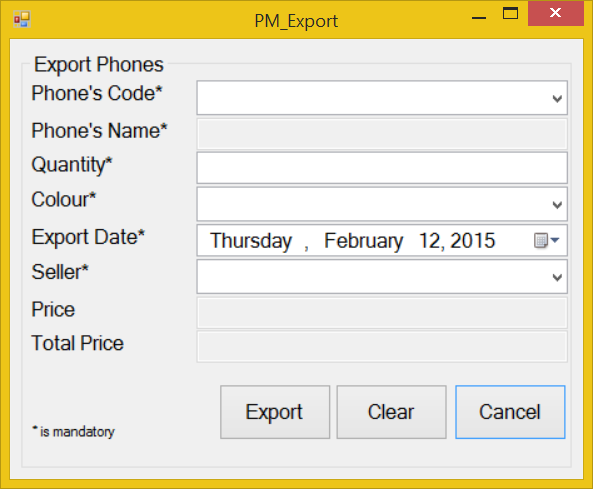 PM_Export
Export Phones
Phone's Code*
Phone's Name*
Quantity*
Colour*
Export Date* Thursday , February 12, 2015
Seller*
Price
Total Price
Export Clear Cancel
* is mandatory